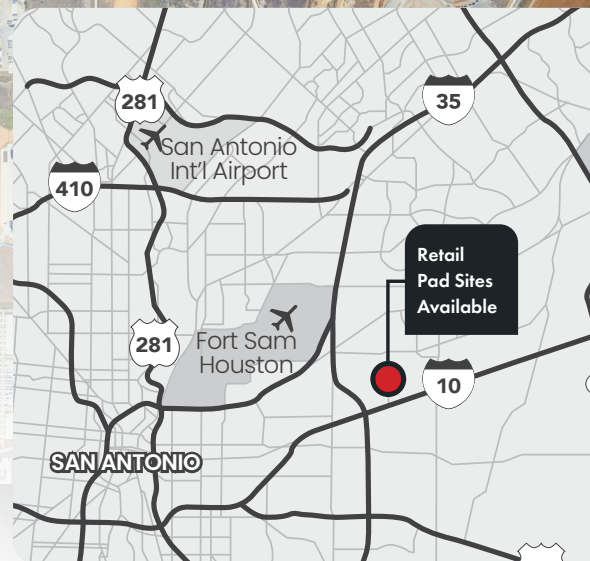 281
35
San Antonio
Int'l Airport
410
Retail
Pad Sites
Available
281
Fort Sam
Houston
10
SAN ANTONIO